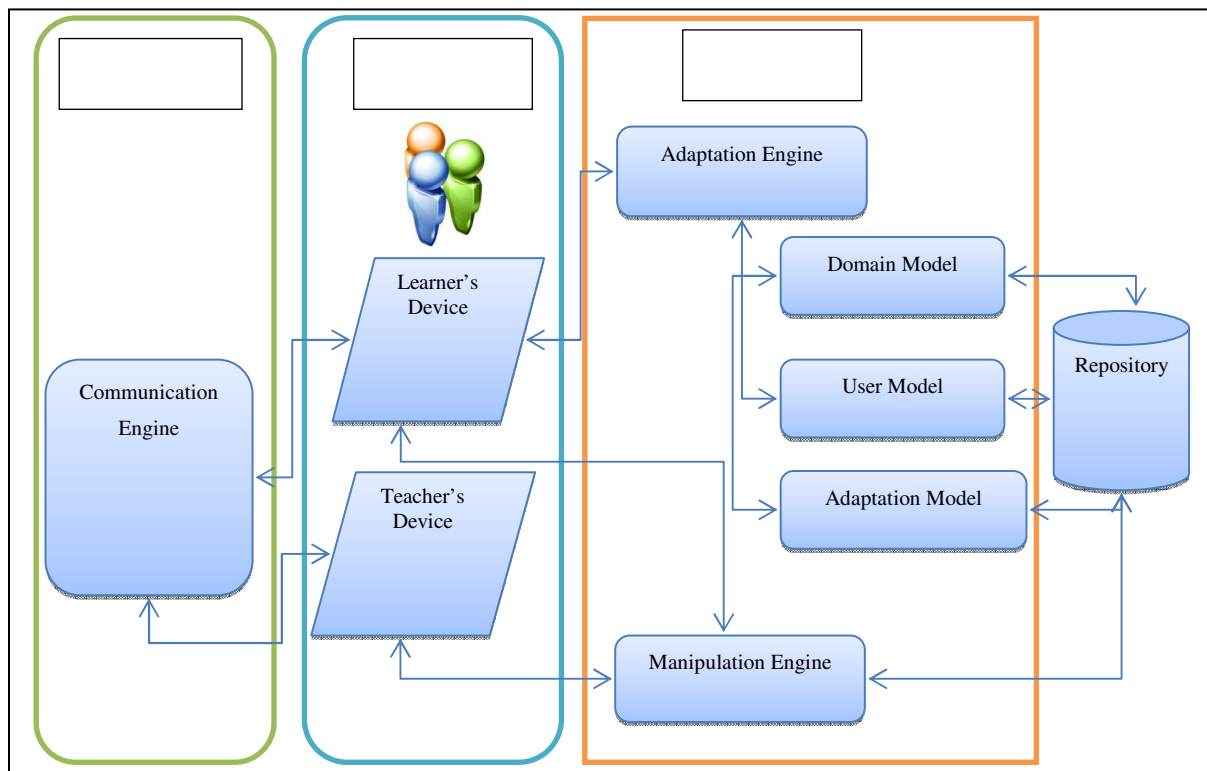 Adaptation Engine
Domain Model
Learner's
Device
User Model
Repository
Communication
Engine
Teacher's
Device
Adaptation Model
Manipulation Engine